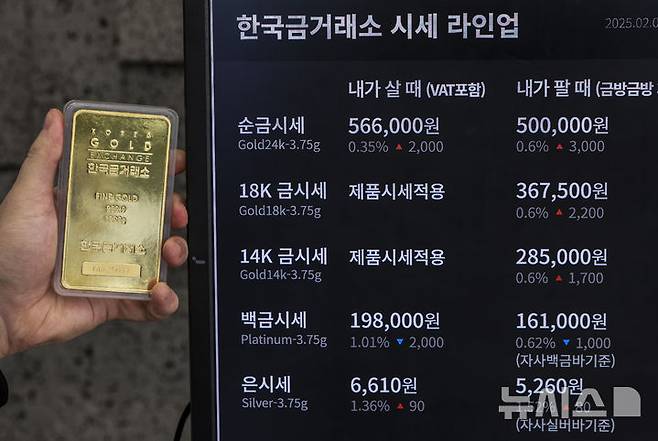 한국금거래소 시세 라인업
2025.02.0
내가 살 때 (VAT포함)
내가 팔 때 (금방금방
순금시세 566,000원 500,000원
Gold24k-3.75g 0.35% ▲ 2,000 0.6% ▲ 3,000
18K 금시세 제품시세적용 367,500원
Gold18k-3.75g 0.6% ▲ 2,200
14K 금시세 제품시세적용 285,000원
Gold14k-3.75g 0.6% ▲ 1,700
백금시세 198,000원 161,000원
Platinum-3.75g 1.01% ▼ 2,000 0.62% ▼ 1,000
(자사백금바기준)
은시세 6,610원 5,260원
Silver-3.75g 1.36% ▲ 90 1.52% ▲ 80
(자사실버바기준)
KOREA
GOLD
EXCHANGE
한국금거래소
FINE GOLD
999.9
한국금거래소
뉴시스